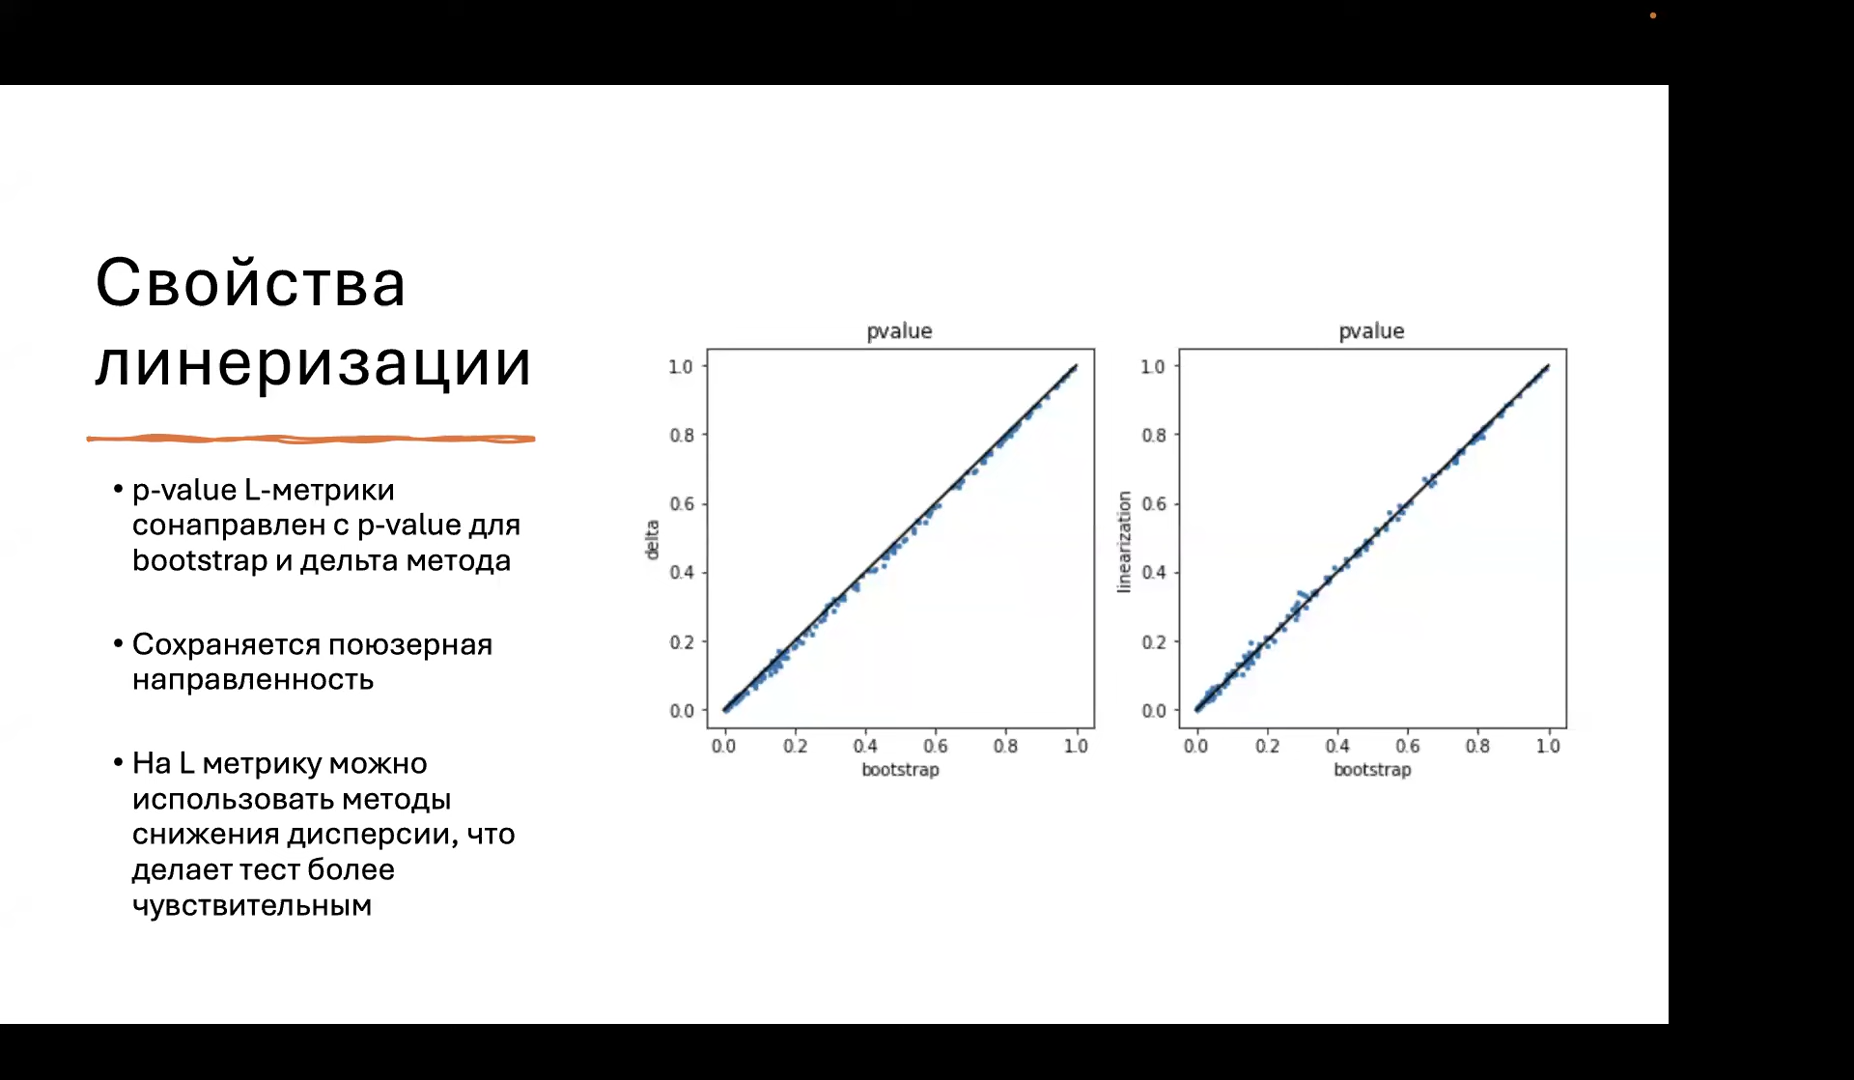 Свойства
линеризации
• p-value L-метрики
сонаправлен с p-value для
bootstrap и дельта метода
• Сохраняется поюзерная
направленность
• На L метрику можно
использовать методы
снижения дисперсии, что
делает тест более
чувствительным
pvalue
1.0
0.8
0.6
0.4
0.2
0.0
delta
0.0 0.2 0.4 0.6 0.8 1.0
bootstrap
pvalue
1.0
0.8
0.6
0.4
0.2
0.0
linearization
0.0 0.2 0.4 0.6 0.8 1.0
bootstrap